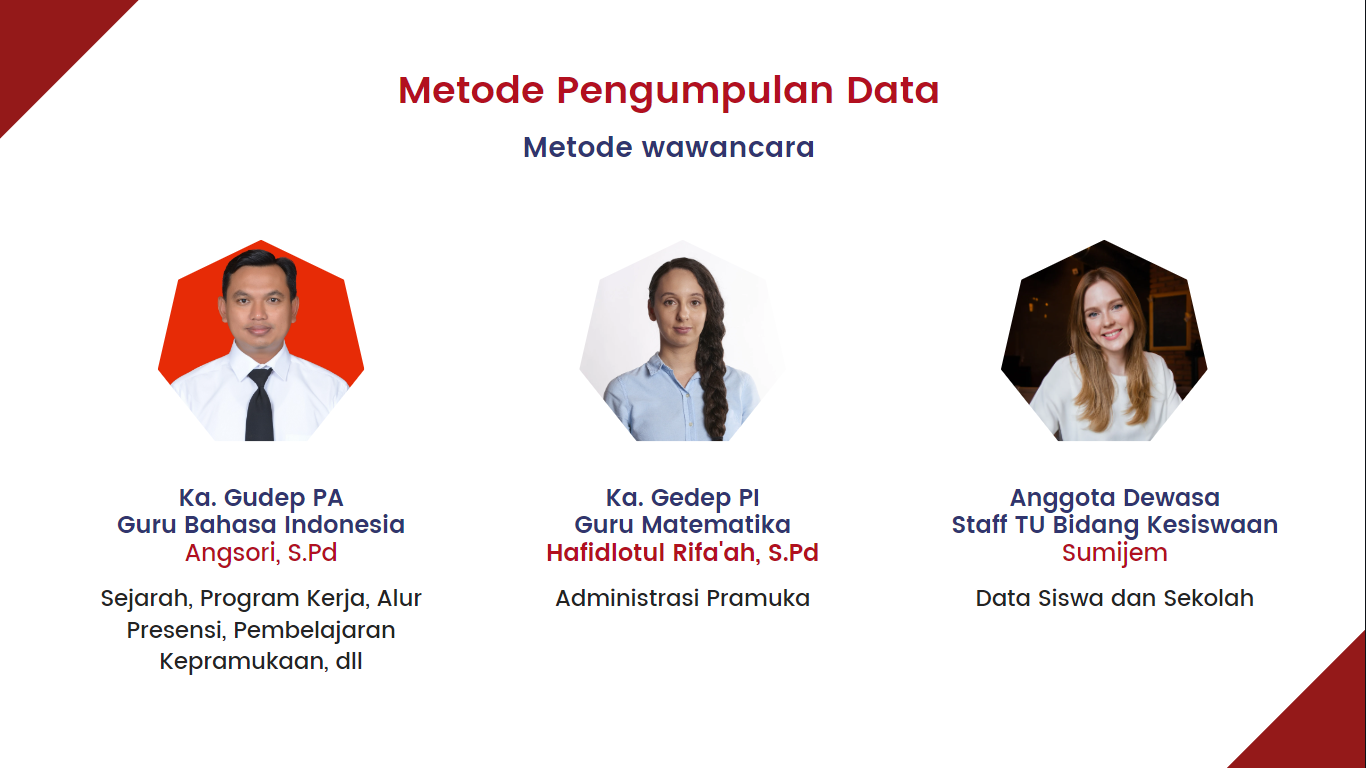 Metode Pengumpulan Data
Metode wawancara
Ka. Gudep PA
Guru Bahasa Indonesia
Angsori, S.Pd
Sejarah, Program Kerja, Alur
Presensi, Pembelajaran
Kepramukaan, dll
Ka. Gedep PI
Guru Matematika
Hafidlotul Rifa'ah, S.Pd
Administrasi Pramuka
Anggota Dewasa
Staff TU Bidang Kesiswaan
Sumijem
Data Siswa dan Sekolah